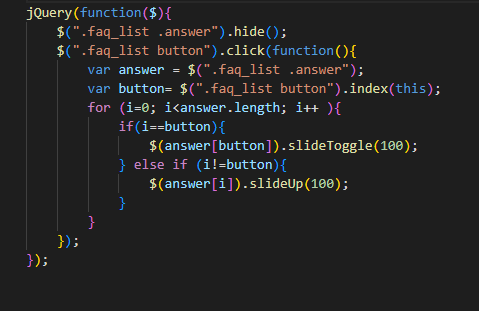 jQuery(function($){
    $(".faq_list .answer").hide();
    $(".faq_list button").click(function(){
        var answer = $(".faq_list .answer");
        var button= $(".faq_list button").index(this);
        for (i=0; i<answer.length; i++ ){
            if(i==button){
                $(answer[button]).slideToggle(100);
            } else if (i!=button){
                $(answer[i]).slideUp(100);
            }
        }
    });
});